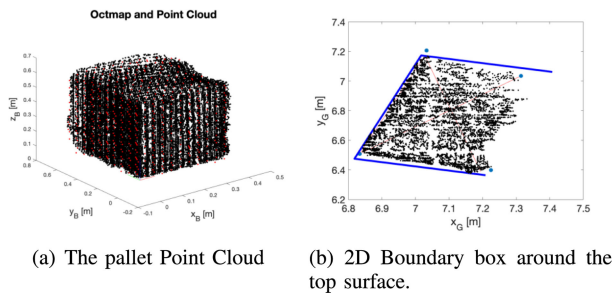 Octmap and Point Cloud
0.7
0.6
0.5
0.4
0.3
0.2
0.1
0
z_B [m]
0.8
0.6
0.4
0.2
0
-0.2
y_B [m]
-0.1
0
0.1
0.2
0.3
0.4
0.5
x_B [m]
(a) The pallet Point Cloud
7.4
7.2
7
6.8
6.6
6.4
6.2
y_G [m]
6.8 6.9 7 7.1 7.2 7.3 7.4 7.5
x_G [m]
(b) 2D Boundary box around the
top surface.